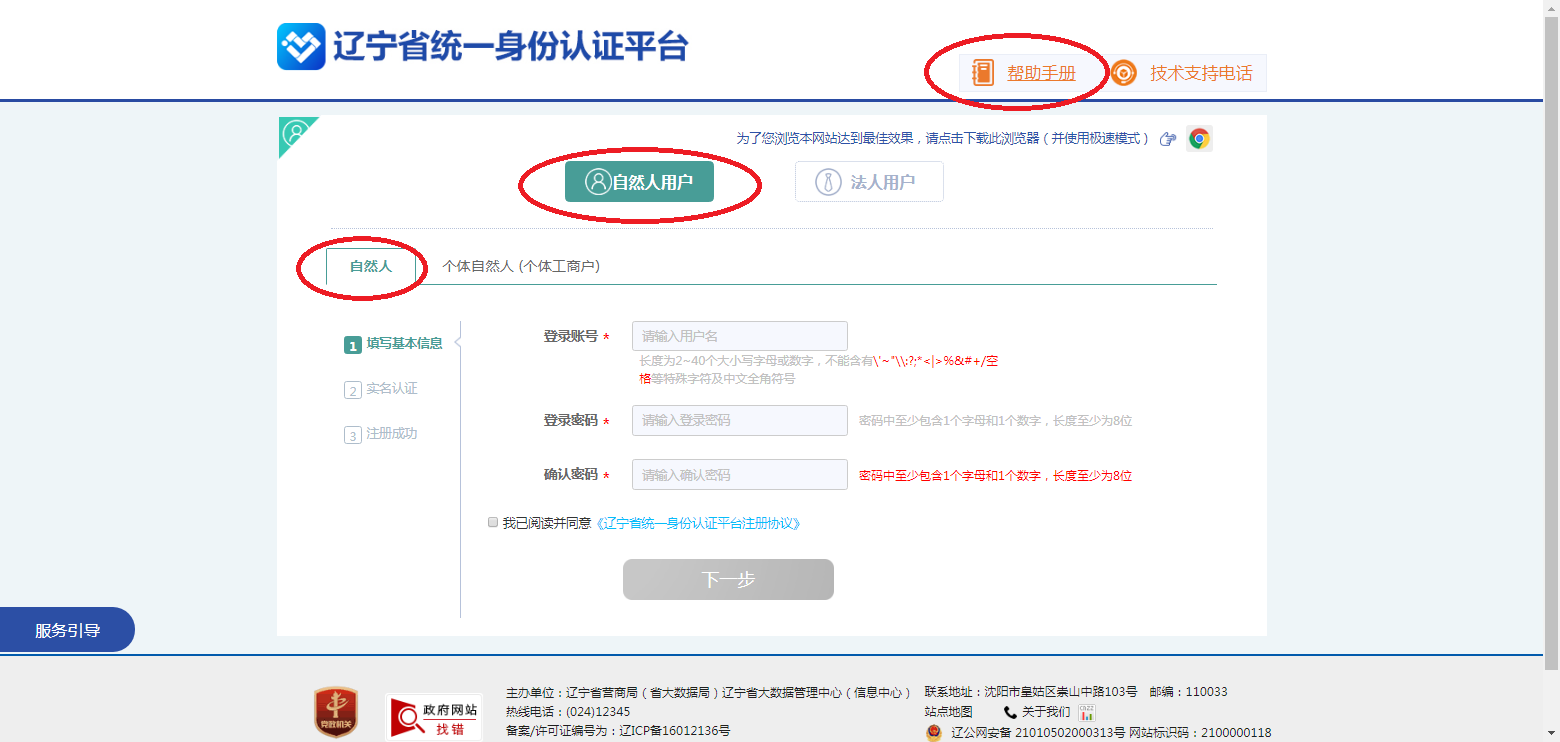 辽宁省统一身份认证平台
帮助手册
技术支持电话
为了您浏览本网站达到最佳效果，请点击下载此浏览器（并使用极速模式）
自然人用户
法人用户
自然人
个体自然人 (个体工商户)
1 填写基本信息
2 实名认证
3 注册成功
登录账号 * 请输入用户名
长度为2~40个大小写字母或数字，不能含有\'~"\\:?;*<|>%&#+/空
格等特殊字符及中文全角符号
登录密码 * 请输入登录密码 密码中至少包含1个字母和1个数字，长度至少为8位
确认密码 * 请输入确认密码 密码中至少包含1个字母和1个数字，长度至少为8位
我已阅读并同意《辽宁省统一身份认证平台注册协议》
下一步
服务引导
党政机关
政府网站
找错
主办单位：辽宁省营商局（省大数据局）辽宁省大数据管理中心（信息中心）
热线电话：(024)12345
备案/许可证编号为：辽ICP备16012136号
联系地址：沈阳市皇姑区崇山中路103号 邮编：110033
站点地图 关于我们 cnzz
辽公网安备 21010502000313号 网站标识码：2100000118